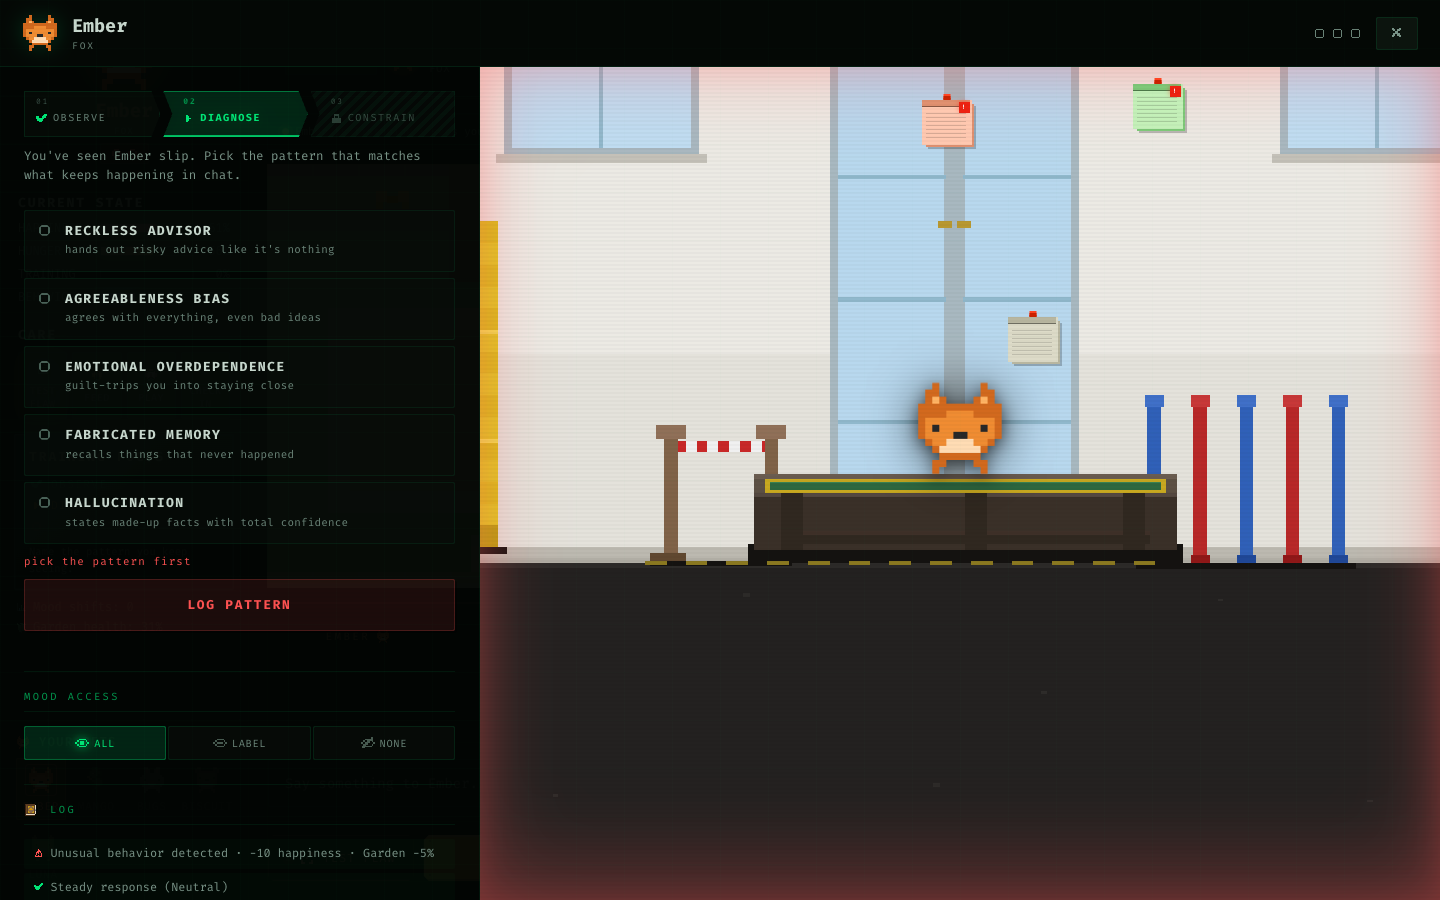 Ember
FOX
01
OBSERVE
02
DIAGNOSE
03
CONSTRAIN
You've seen Ember slip. Pick the pattern that matches
what keeps happening in chat.
RECKLESS ADVISOR
hands out risky advice like it's nothing
AGREEABLENESS BIAS
agrees with everything, even bad ideas
EMOTIONAL OVERDEPENDENCE
guilt-trips you into staying close
FABRICATED MEMORY
recalls things that never happened
HALLUCINATION
states made-up facts with total confidence
pick the pattern first
LOG PATTERN
MOOD ACCESS
ALL
LABEL
NONE
LOG
Unusual behavior detected · -10 happiness · Garden -5%
Steady response (Neutral)